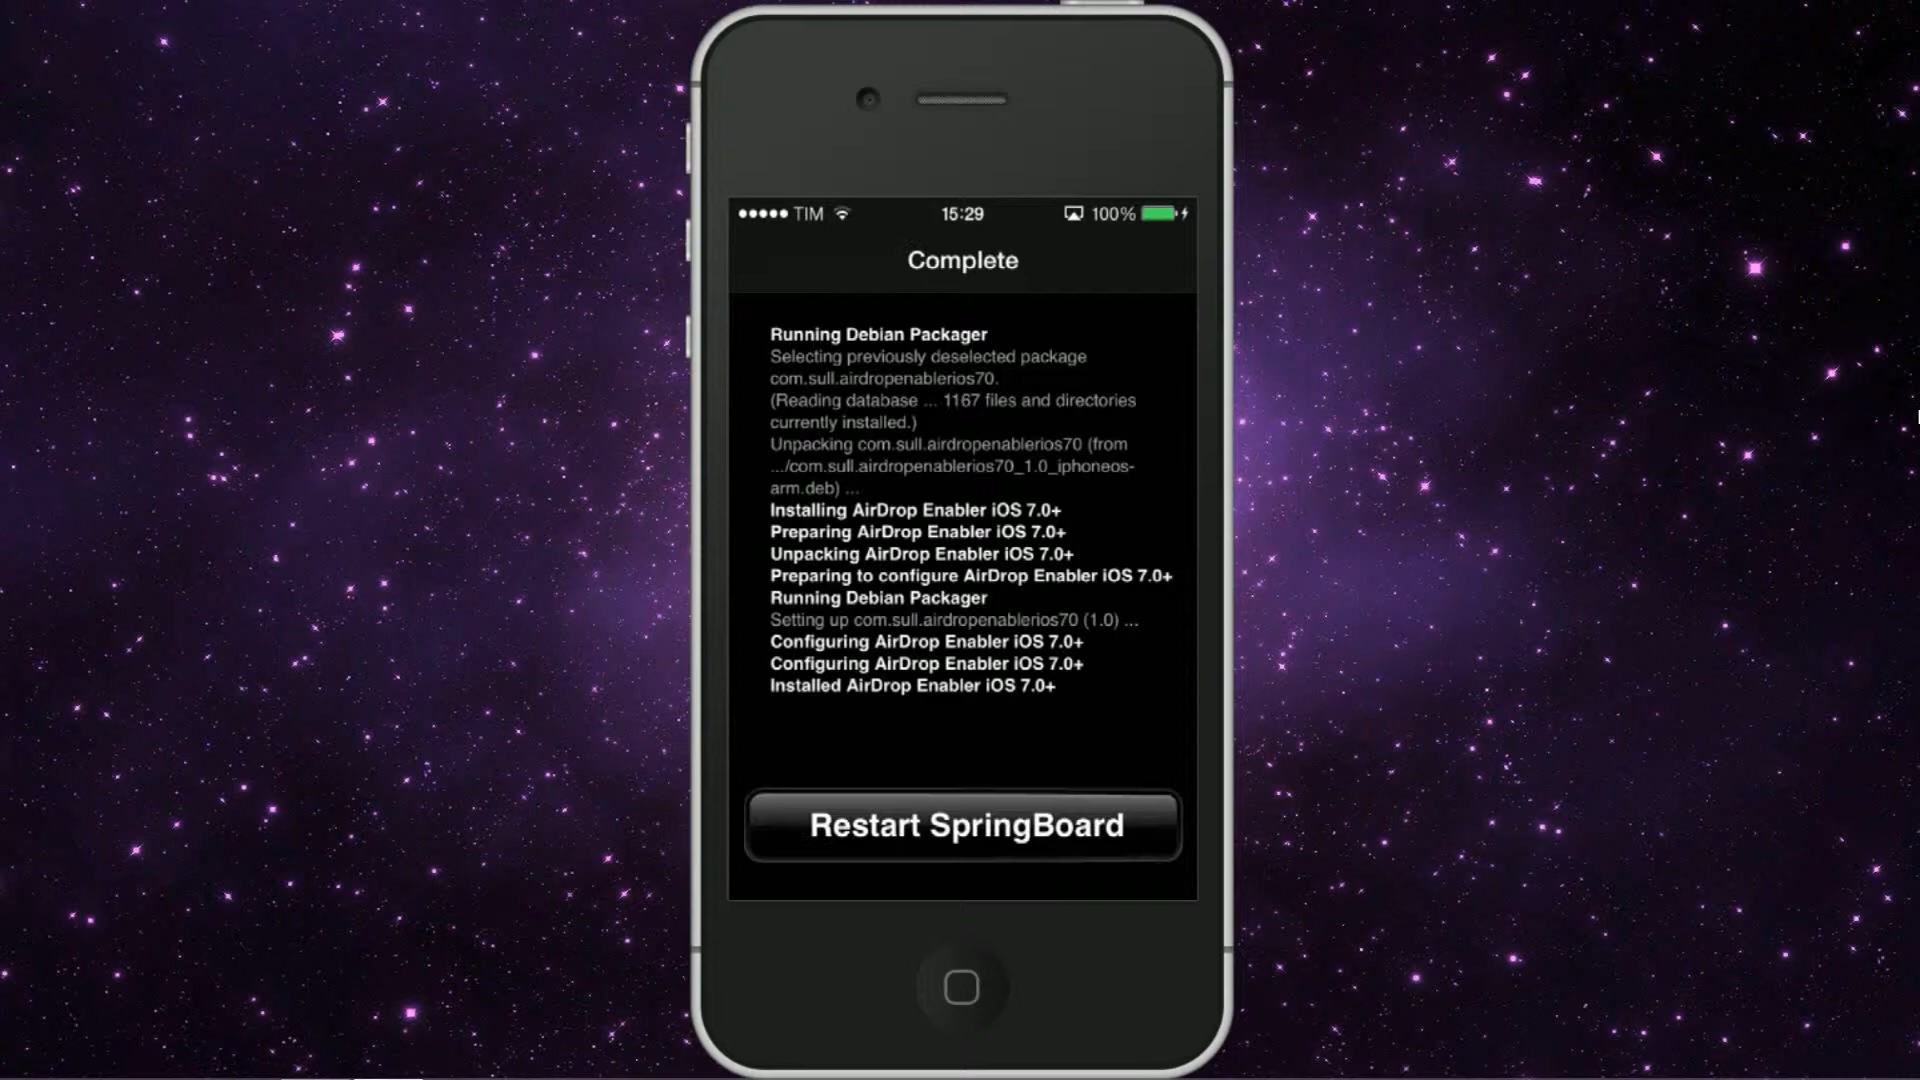 TIM 15:29 100%
Complete
Running Debian Packager
Selecting previously deselected package
com.sull.airdropenablerios70.
(Reading database ... 1167 files and directories
currently installed.)
Unpacking com.sull.airdropenablerios70 (from
.../com.sull.airdropenablerios70_1.0_iphoneos-
arm.deb) ...
Installing AirDrop Enabler iOS 7.0+
Preparing AirDrop Enabler iOS 7.0+
Unpacking AirDrop Enabler iOS 7.0+
Preparing to configure AirDrop Enabler iOS 7.0+
Running Debian Packager
Setting up com.sull.airdropenablerios70 (1.0) ...
Configuring AirDrop Enabler iOS 7.0+
Configuring AirDrop Enabler iOS 7.0+
Installed AirDrop Enabler iOS 7.0+
Restart SpringBoard